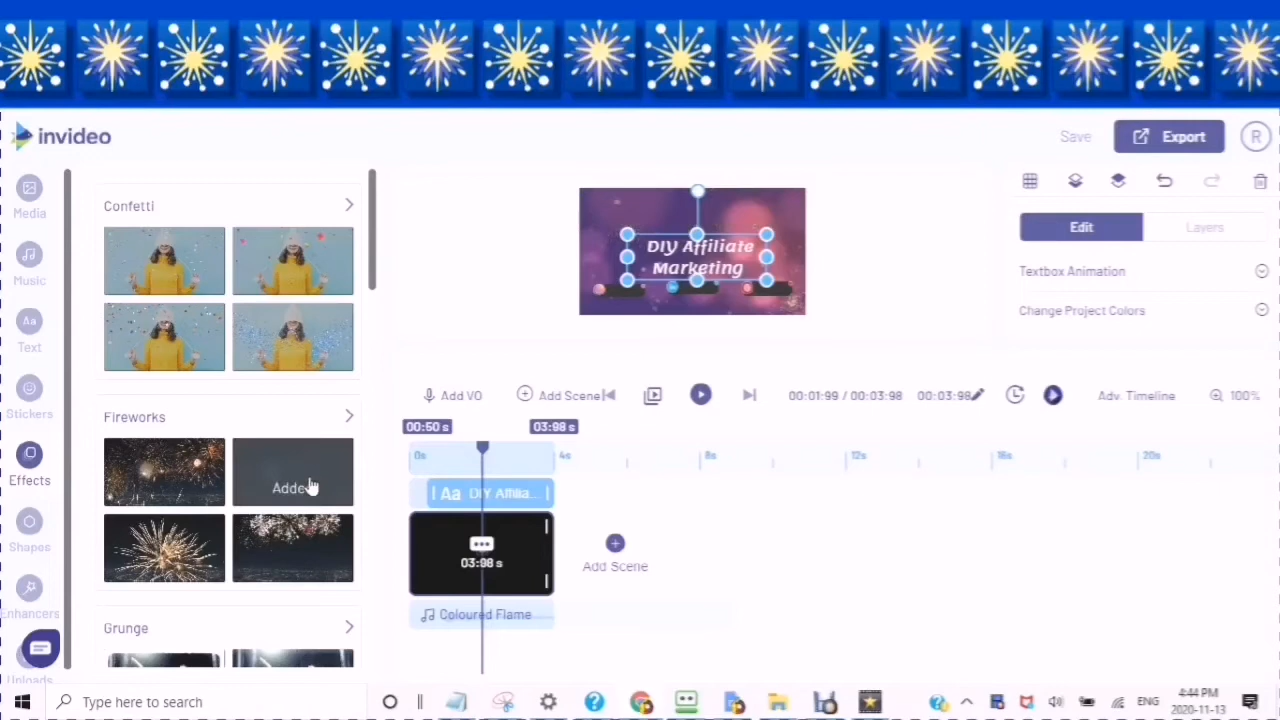 invideo
Save
Export
R
Media
Music
Text
Stickers
Effects
Shapes
Enhancers
Uploads
Confetti
Fireworks
Grunge
DIY Affiliate
Marketing
Edit
Layers
Textbox Animation
Change Project Colors
Add VO
Add Scene
00:01:99 / 00:03:98
00:03:98
Adv. Timeline
100%
00:50 s
03:98 s
0s
4s
8s
12s
16s
20s
Aa DIY Affilia...
03:98 s
Add Scene
Coloured Flame
Type here to search
ENG
4:44 PM
2020-11-13